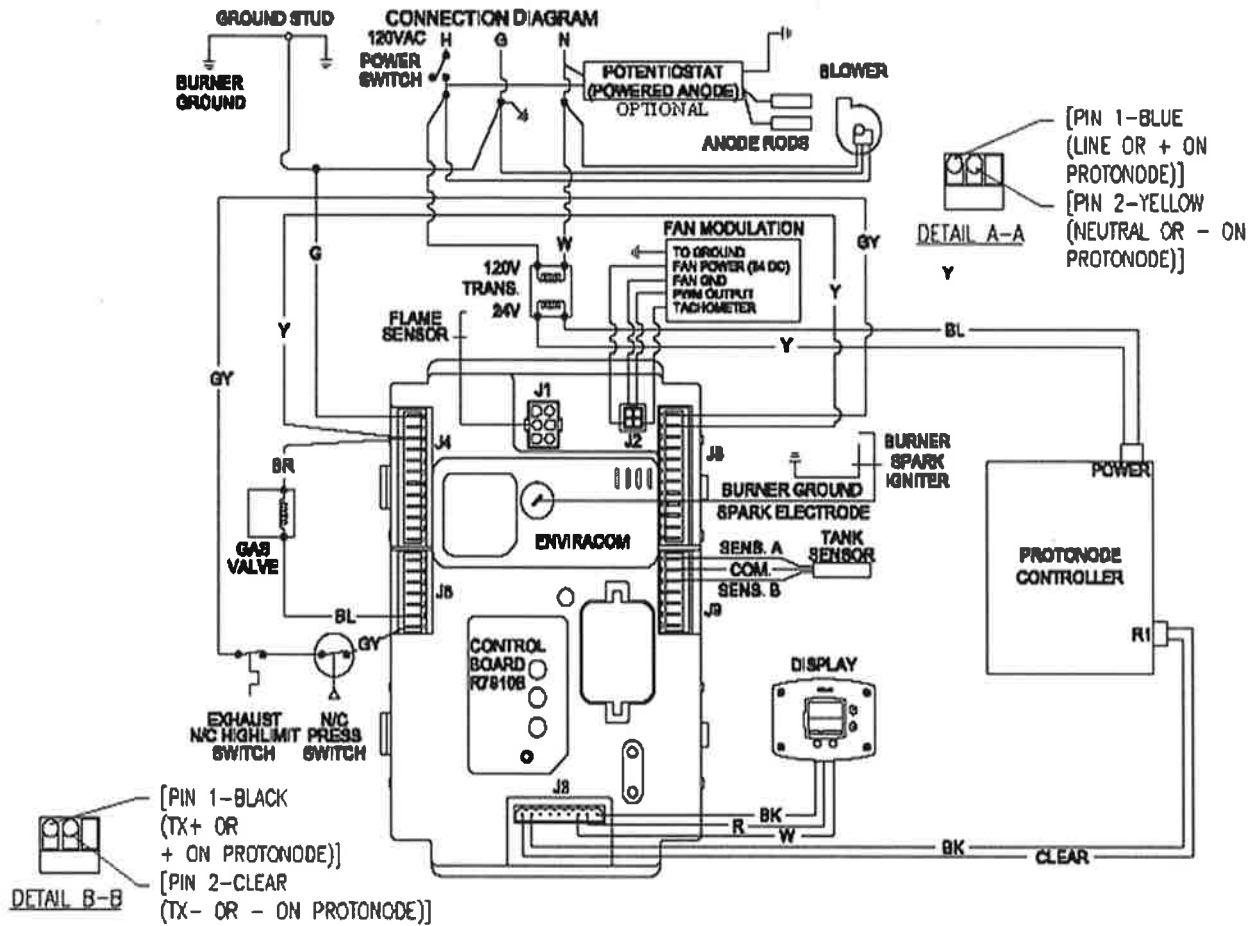 GROUND STUD
CONNECTION DIAGRAM
120VAC H G N
POWER
SWITCH
BURNER
GROUND
POTENTIOSTAT
(POWERED ANODE)
OPTIONAL
ANODE RODS
BLOWER
[PIN 1-BLUE
(LINE OR + ON
PROTONODE)]
[PIN 2-YELLOW
(NEUTRAL OR - ON
PROTONODE)]
DETAIL A-A
Y
G
W
GY
Y
FAN MODULATION
TO GROUND
FAN POWER (24 DC)
FAN GND
PWM OUTPUT
TACHOMETER
120V
TRANS.
24V
FLAME
SENSOR
Y
GY
BL
Y
J1
J2
J4
J8
BR
GAS
VALVE
BL
GY
J6
ENVIRACOM
BURNER
SPARK
IGNITER
BURNER GROUND
SPARK ELECTRODE
SENS. A
COM.
SENS. B
TANK
SENSOR
J9
POWER
PROTONODE
CONTROLLER
R1
CONTROL
BOARD
R7910B
DISPLAY
EXHAUST
N/C HIGHLIMIT
SWITCH
N/C
PRESS
SWITCH
J3
BK
R
W
BK
CLEAR
[PIN 1-BLACK
(TX+ OR
+ ON PROTONODE)]
[PIN 2-CLEAR
(TX- OR - ON PROTONODE)]
DETAIL B-B